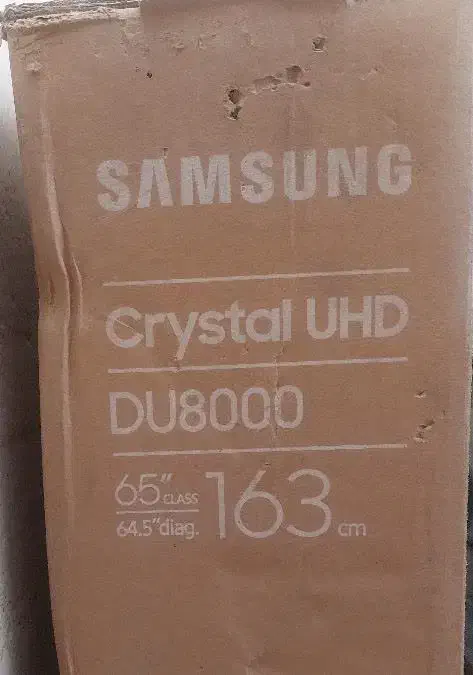 SAMSUNG
Crystal UHD
DU8000
65" CLASS
64.5"diag.
163 cm